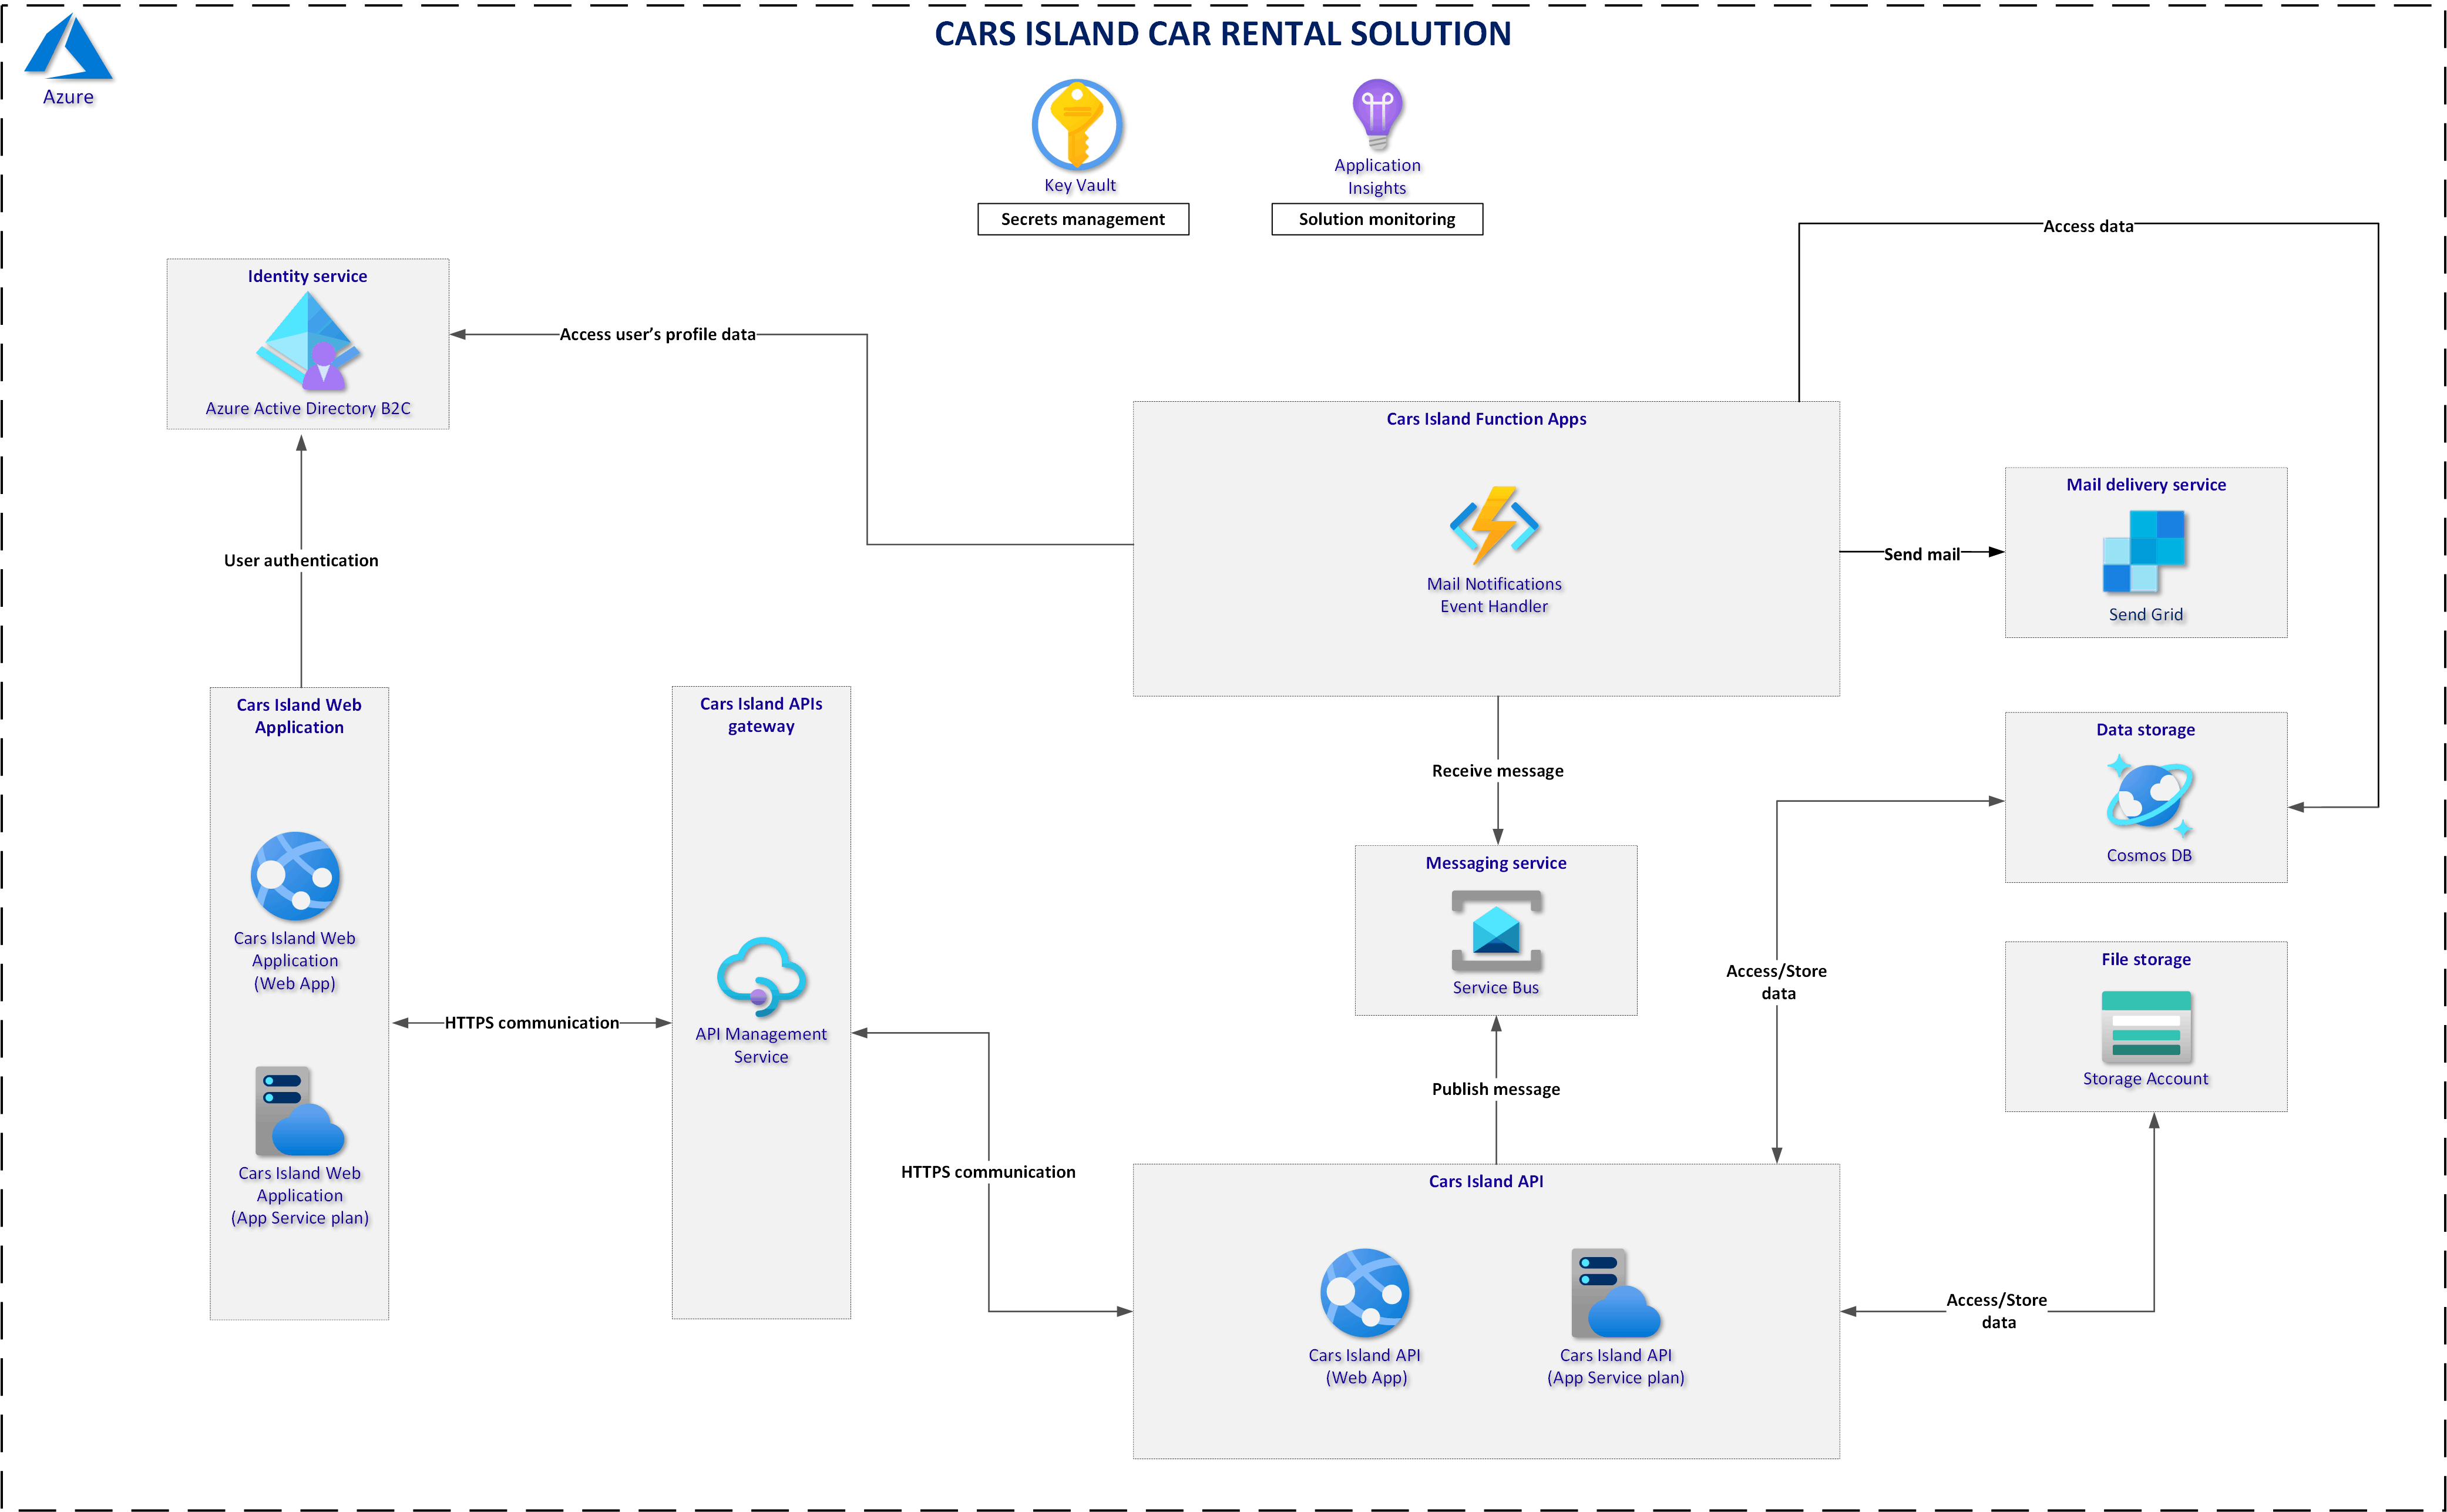 CARS ISLAND CAR RENTAL SOLUTION
Azure
Key Vault
Secrets management
Application
Insights
Solution monitoring
Access data
Identity service
Azure Active Directory B2C
Access user’s profile data
Cars Island Function Apps
Mail Notifications
Event Handler
Send mail
Mail delivery service
Send Grid
User authentication
Cars Island Web
Application
Cars Island Web
Application
(Web App)
Cars Island Web
Application
(App Service plan)
HTTPS communication
Cars Island APIs
gateway
API Management
Service
HTTPS communication
Receive message
Messaging service
Service Bus
Publish message
Access/Store
data
Data storage
Cosmos DB
File storage
Storage Account
Cars Island API
Cars Island API
(Web App)
Cars Island API
(App Service plan)
Access/Store
data